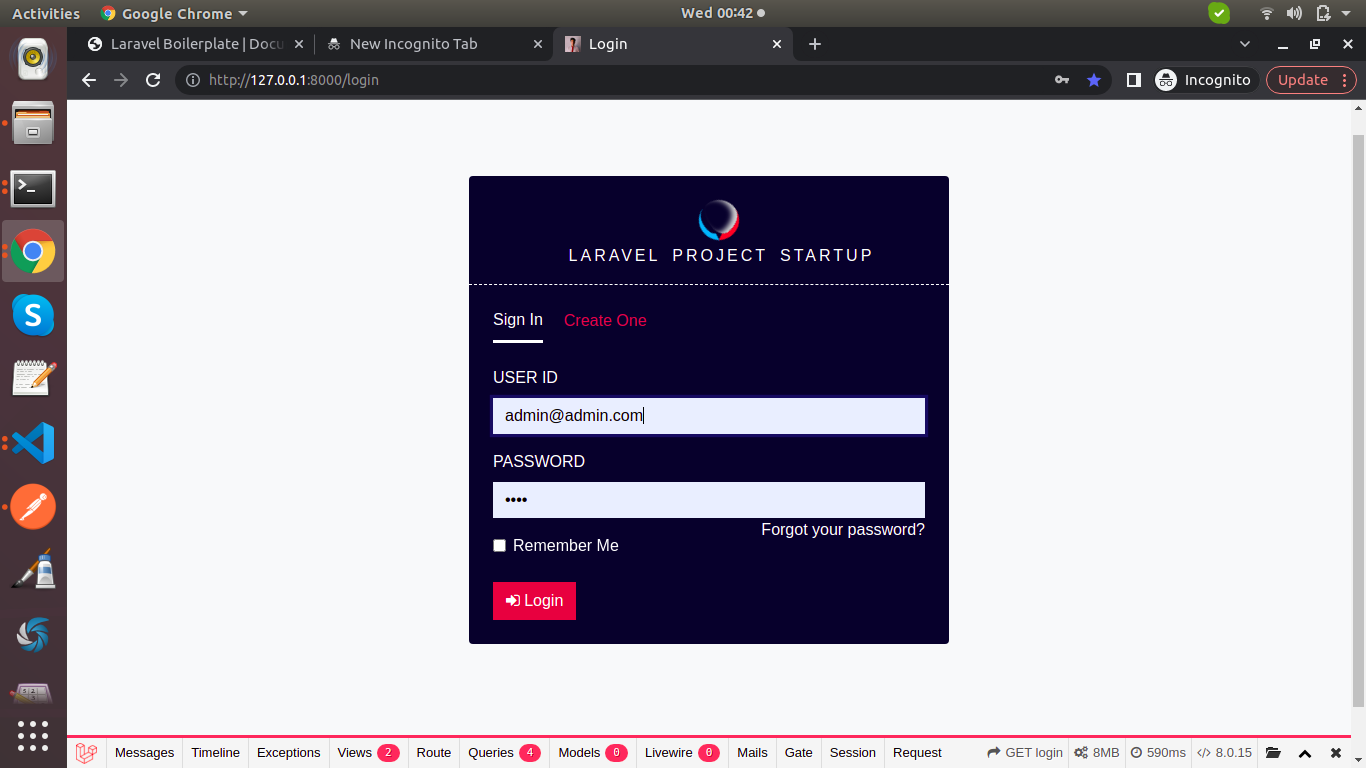 Activities Google Chrome Wed 00:42
Laravel Boilerplate | Docu New Incognito Tab Login
http://127.0.0.1:8000/login Incognito Update
LARAVEL PROJECT STARTUP
Sign In Create One
USER ID
admin@admin.com
PASSWORD
••••
Forgot your password?
Remember Me
Login
Messages Timeline Exceptions Views 2 Route Queries 4 Models 0 Livewire 0 Mails Gate Session Request GET login 8MB 590ms 8.0.15